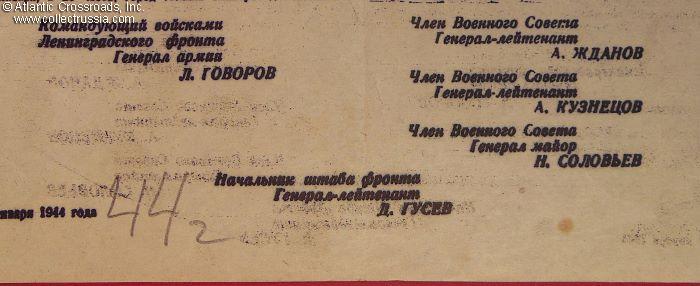 © Atlantic Crossroads, Inc.
www.collectrussia.com
Командующий войсками
Ленинградского фронта
Генерал армии
Л. ГОВОРОВ
Член Военного Совета
Генерал-лейтенант
А. ЖДАНОВ
Член Военного Совета
Генерал-лейтенант
А. КУЗНЕЦОВ
Член Военного Совета
Генерал майор
Н. СОЛОВЬЕВ
Начальник штаба фронта
Генерал-лейтенант
Д. ГУСЕВ
нваря 1944 года
44 г